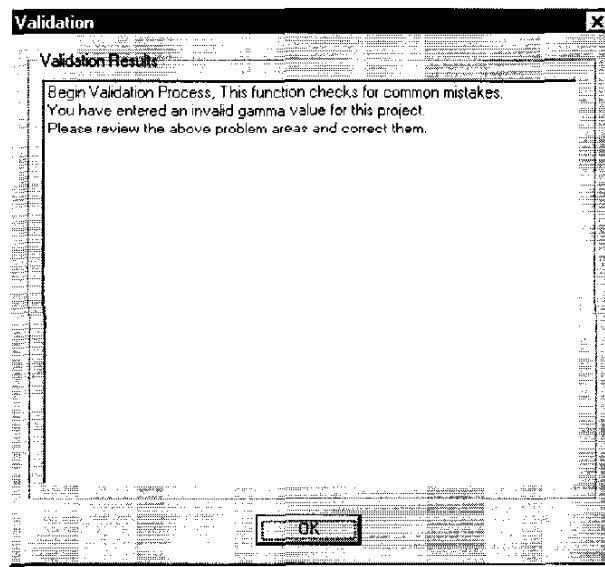 Validation
Validation Results
Begin Validation Process, This function checks for common mistakes.
You have entered an invalid gamma value for this project.
Please review the above problem areas and correct them.
OK